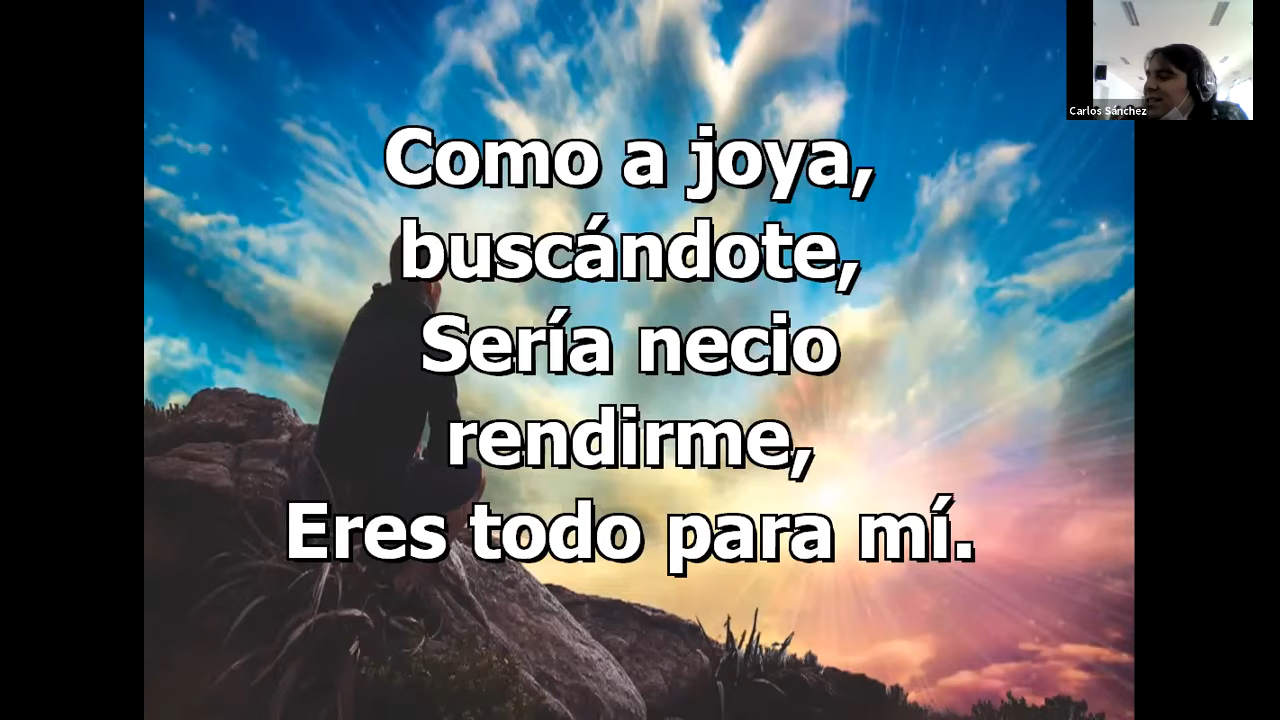 Carlos Sánchez
Como a joya,
buscándote,
Sería necio
rendirme,
Eres todo para mí.